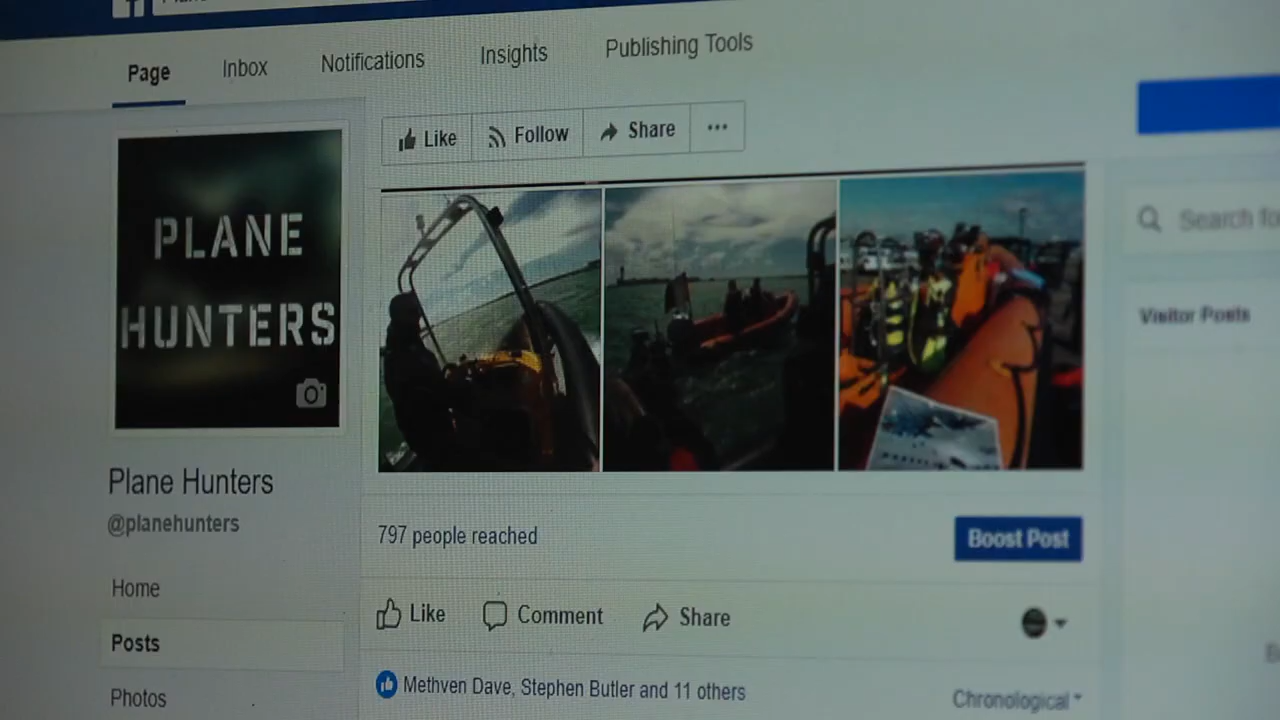 Page Inbox Notifications Insights Publishing Tools
Like Follow Share
PLANE
HUNTERS
Search fo
Visitor Posts
Plane Hunters
@planehunters
797 people reached
Boost Post
Home
Like Comment Share
Posts
Methven Dave, Stephen Butler and 11 others
Chronological
Photos